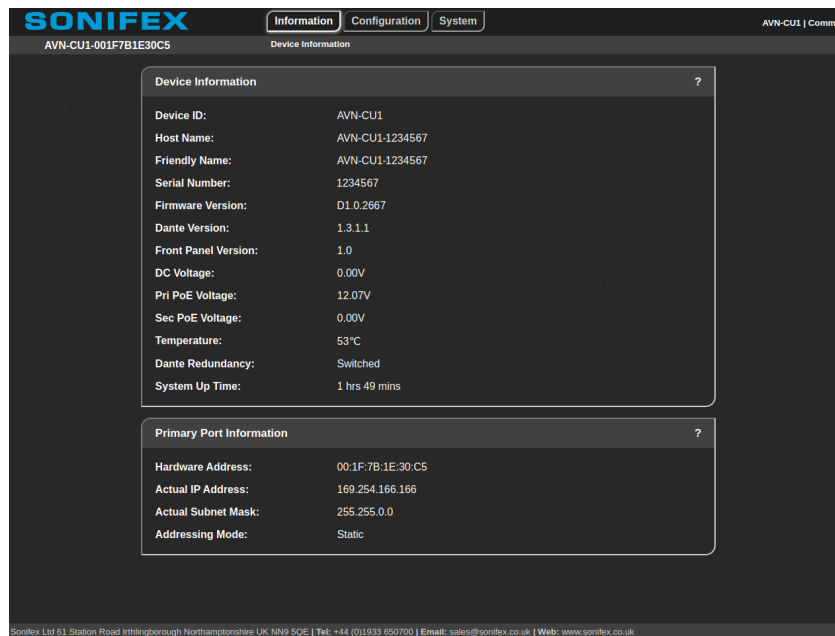 SONIFEX
Information Configuration System
AVN-CU1 | Comm
AVN-CU1-001F7B1E30C5
Device Information
Device Information ?
Device ID: AVN-CU1
Host Name: AVN-CU1-1234567
Friendly Name: AVN-CU1-1234567
Serial Number: 1234567
Firmware Version: D1.0.2667
Dante Version: 1.3.1.1
Front Panel Version: 1.0
DC Voltage: 0.00V
Pri PoE Voltage: 12.07V
Sec PoE Voltage: 0.00V
Temperature: 53℃
Dante Redundancy: Switched
System Up Time: 1 hrs 49 mins
Primary Port Information ?
Hardware Address: 00:1F:7B:1E:30:C5
Actual IP Address: 169.254.166.166
Actual Subnet Mask: 255.255.0.0
Addressing Mode: Static
Sonifex Ltd 61 Station Road Irthlingborough Northamptonshire UK NN9 5QE | Tel: +44 (0)1933 650700 | Email: sales@sonifex.co.uk | Web: www.sonifex.co.uk